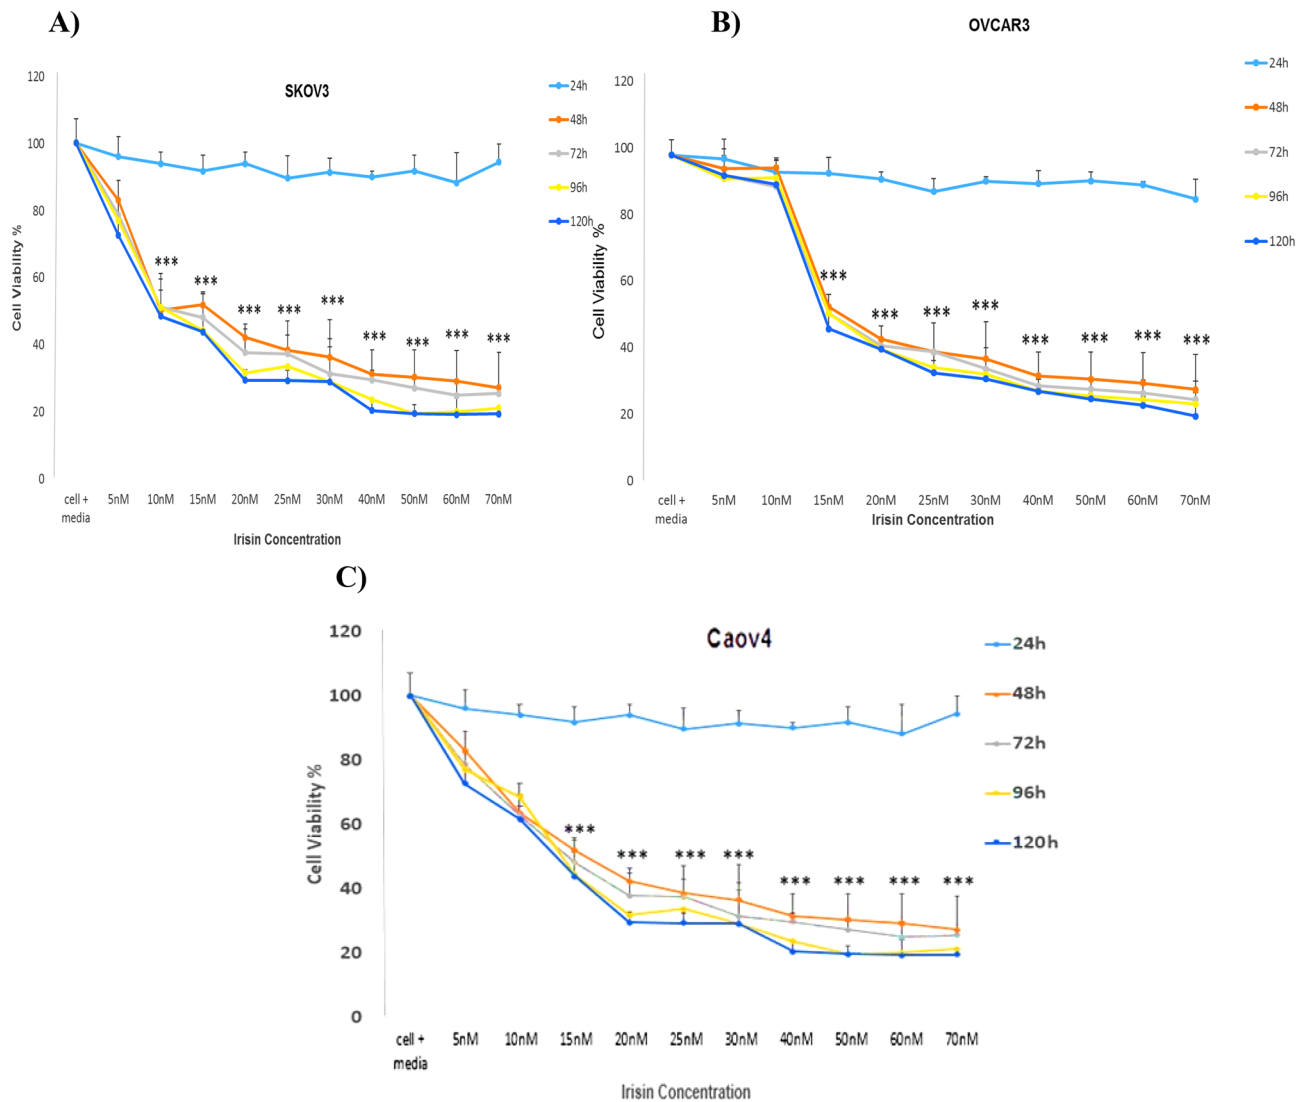 A)
SKOV3
120
100
80
60
40
20
0
Cell Viability %
*** *** *** *** *** *** *** *** ***
cell + media 5nM 10nM 15nM 20nM 25nM 30nM 40nM 50nM 60nM 70nM
Irisin Concentration
24h
48h
72h
96h
120h
B)
OVCAR3
120
100
80
60
40
20
0
Cell Viability %
*** *** *** *** *** *** *** ***
cell + media 5nM 10nM 15nM 20nM 25nM 30nM 40nM 50nM 60nM 70nM
Irisin Concentration
24h
48h
72h
96h
120h
C)
Caov4
120
100
80
60
40
20
0
Cell Viability %
*** *** *** *** *** *** *** ***
cell + media 5nM 10nM 15nM 20nM 25nM 30nM 40nM 50nM 60nM 70nM
Irisin Concentration
24h
48h
72h
96h
120h